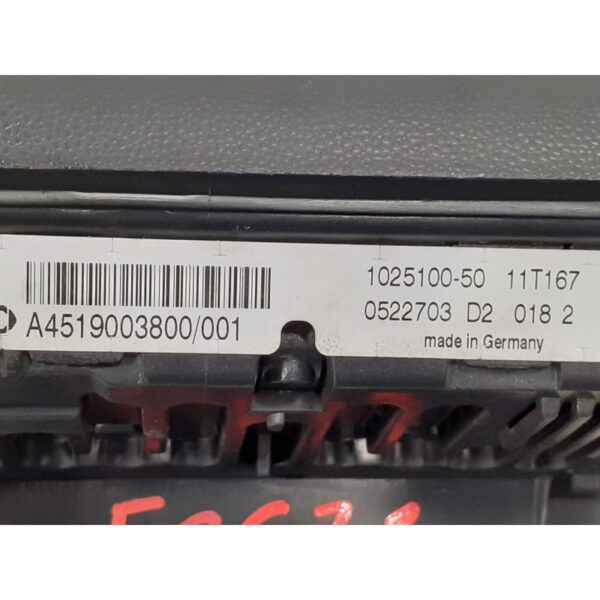 1025100-50 11T167
A4519003800/001 0522703 D2 018 2
made in Germany